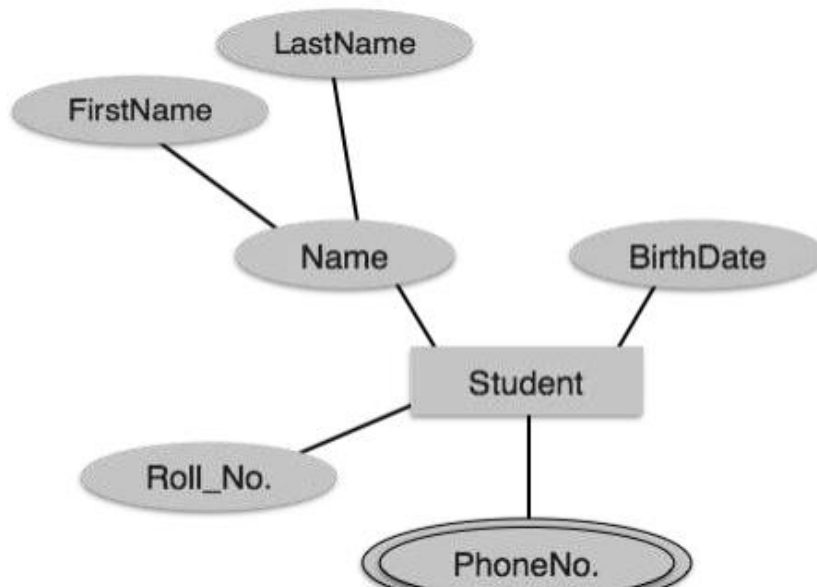 LastName
FirstName
Name
BirthDate
Student
Roll_No.
PhoneNo.